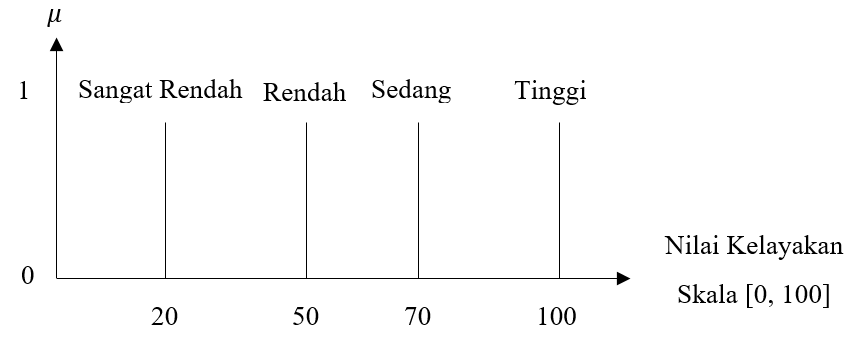 μ
1
Sangat Rendah
Rendah
Sedang
Tinggi
0
Nilai Kelayakan
Skala [0, 100]
20
50
70
100